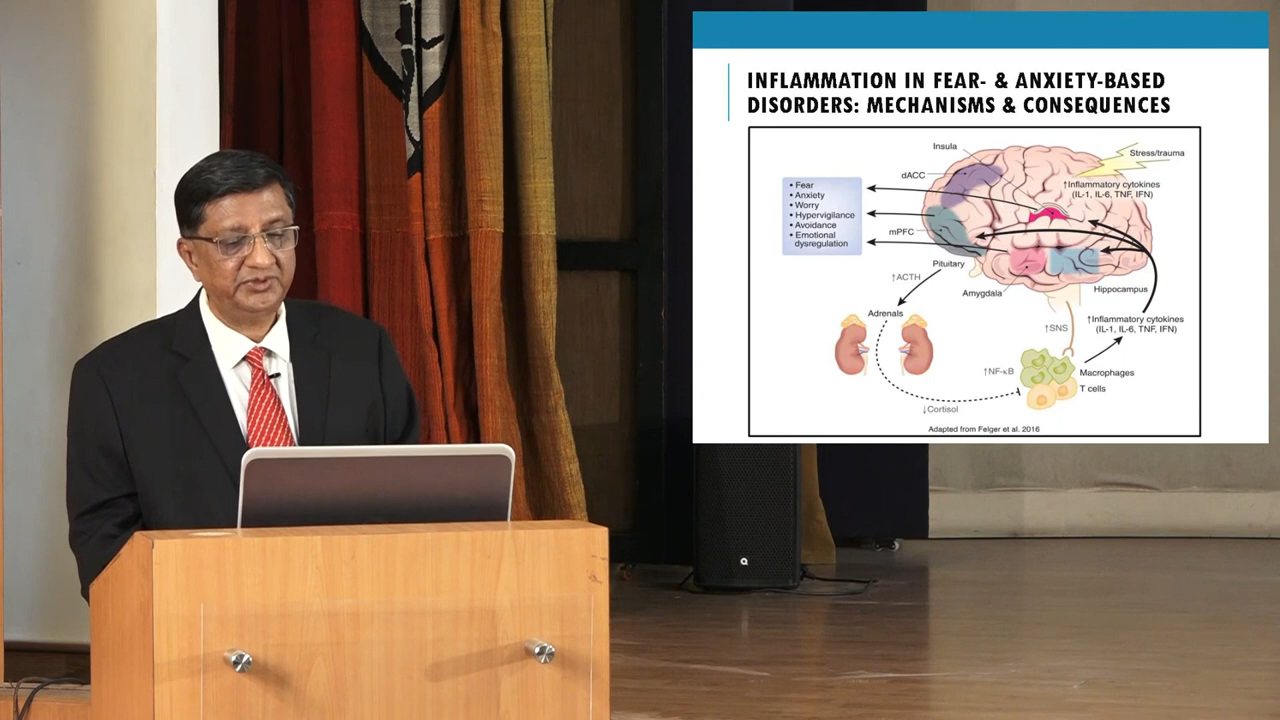 INFLAMMATION IN FEAR- & ANXIETY-BASED
DISORDERS: MECHANISMS & CONSEQUENCES
Insula
Stress/trauma
dACC
↑Inflammatory cytokines
(IL-1, IL-6, TNF, IFN)
• Fear
• Anxiety
• Worry
• Hypervigilance
• Avoidance
• Emotional
dysregulation
mPFC
Pituitary
↑ACTH
Amygdala
Hippocampus
Adrenals
↑Inflammatory cytokines
(IL-1, IL-6, TNF, IFN)
↑SNS
↑NF-κB
Macrophages
T cells
↓Cortisol
Adapted from Felger et al. 2016